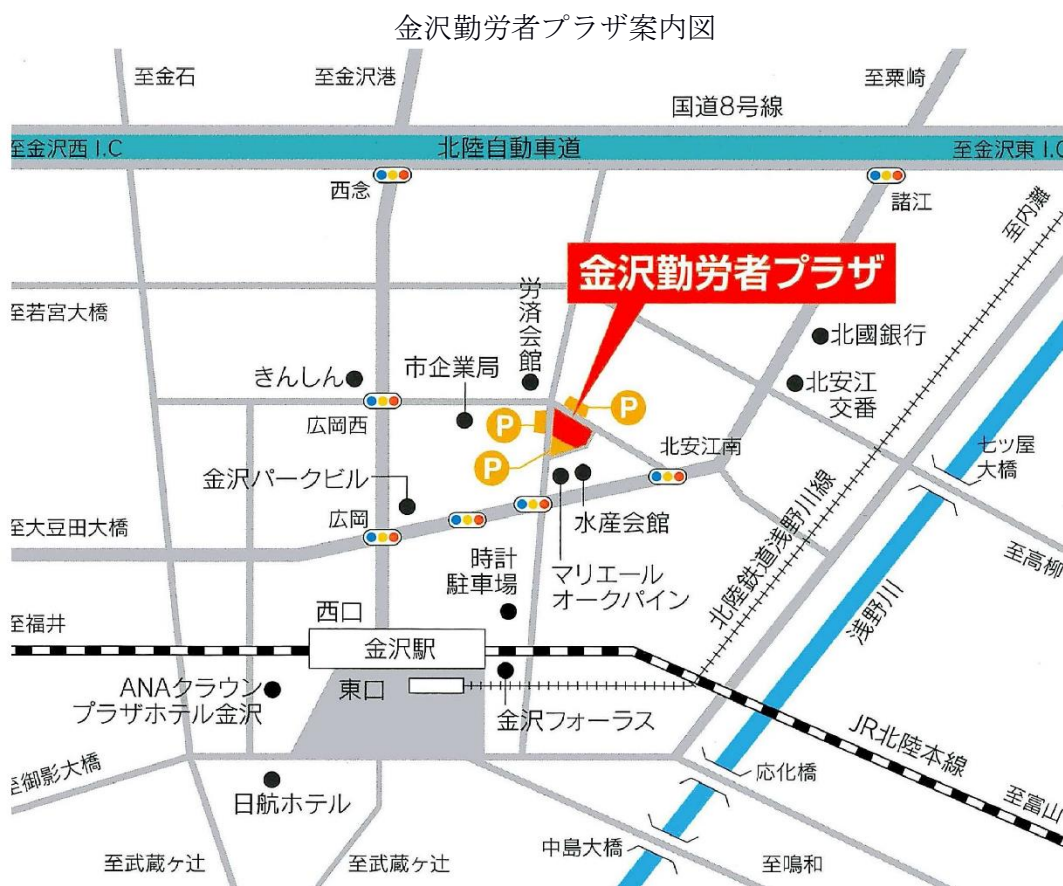 金沢勤労者プラザ案内図
至金石
至金沢港
至粟崎
国道8号線
至金沢西 I.C
北陸自動車道
至金沢東 I.C
西念
諸江
至内灘
金沢勤労者プラザ
労済会館
至若宮大橋
北國銀行
市企業局
きんしん
北安江
交番
P
P
P
広岡西
北安江南
七ツ屋
大橋
金沢パークビル
広岡
水産会館
至大豆田大橋
北陸鉄道浅野川線
至高柳
時計
駐車場
マリエール
オークパイン
浅野川
西口
至福井
金沢駅
東口
ANAクラウン
プラザホテル金沢
金沢フォーラス
JR北陸本線
至御影大橋
応化橋
日航ホテル
至富山
中島大橋
至武蔵ヶ辻
至武蔵ヶ辻
至鳴和